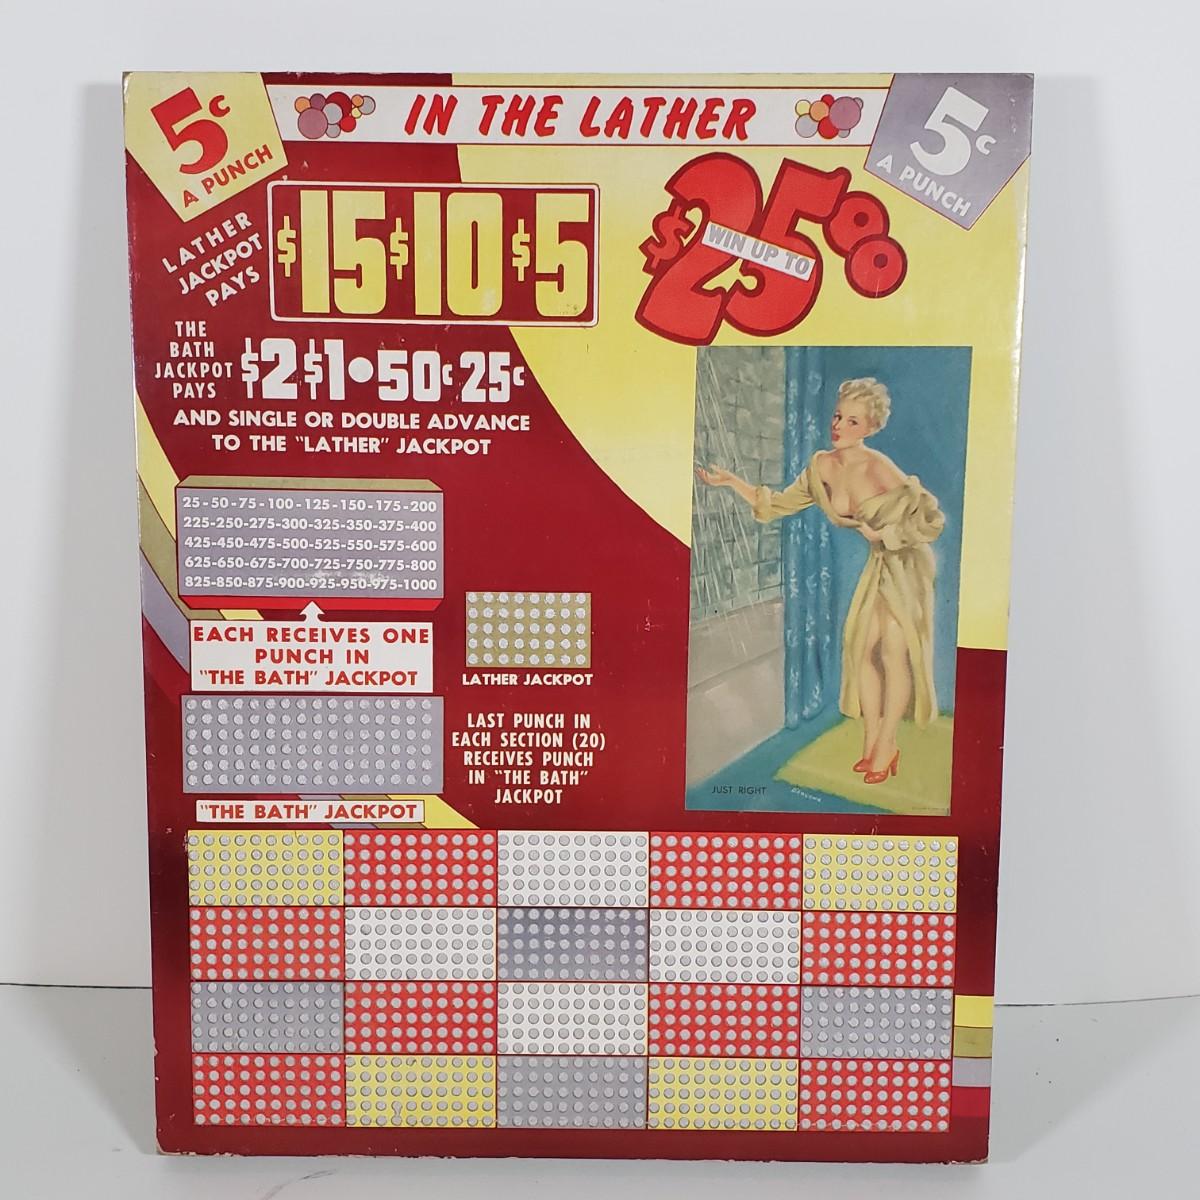 5¢
A PUNCH
IN THE LATHER
5¢
A PUNCH
LATHER
JACKPOT
PAYS
$15 $10 $5
$25.00
WIN UP TO
THE
BATH
JACKPOT
PAYS
$2 $1 • 50¢ 25¢
AND SINGLE OR DOUBLE ADVANCE
TO THE "LATHER" JACKPOT
25-50-75-100-125-150-175-200
225-250-275-300-325-350-375-400
425-450-475-500-525-550-575-600
625-650-675-700-725-750-775-800
825-850-875-900-925-950-975-1000
EACH RECEIVES ONE
PUNCH IN
"THE BATH" JACKPOT
LATHER JACKPOT
LAST PUNCH IN
EACH SECTION (20)
RECEIVES PUNCH
IN "THE BATH"
JACKPOT
"THE BATH" JACKPOT
JUST RIGHT